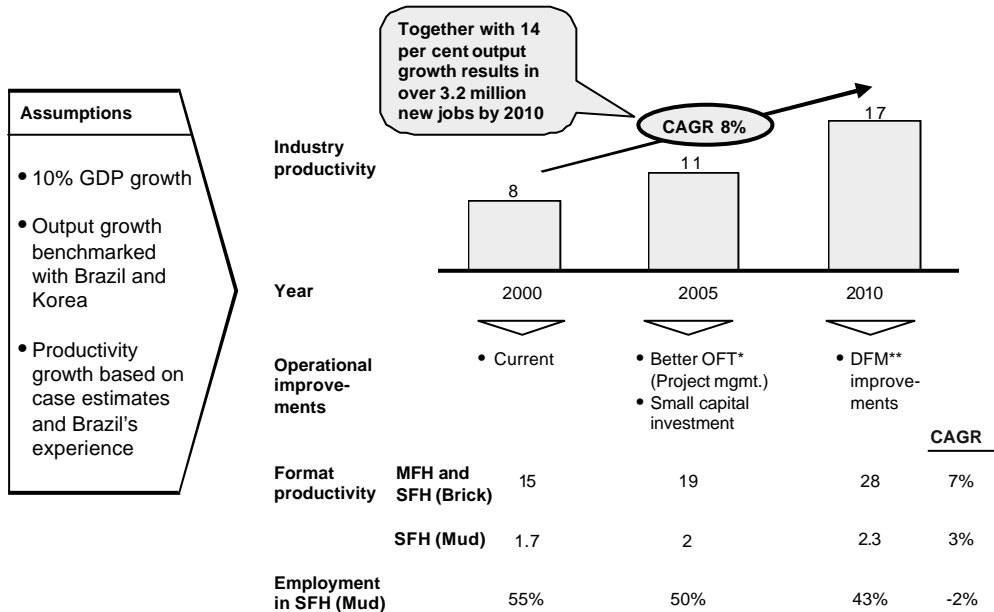 Together with 14
per cent output
growth results in
over 3.2 million
new jobs by 2010
Assumptions
• 10% GDP growth
• Output growth
benchmarked
with Brazil and
Korea
• Productivity
growth based on
case estimates
and Brazil's
experience
Industry
productivity
CAGR 8%
8
11
17
Year
2000
2005
2010
Operational
improve-
ments
• Current
• Better OFT*
(Project mgmt.)
• Small capital
investment
• DFM**
improve-
ments
CAGR
Format
productivity
MFH and
SFH (Brick)
15
19
28
7%
SFH (Mud)
1.7
2
2.3
3%
Employment
in SFH (Mud)
55%
50%
43%
-2%